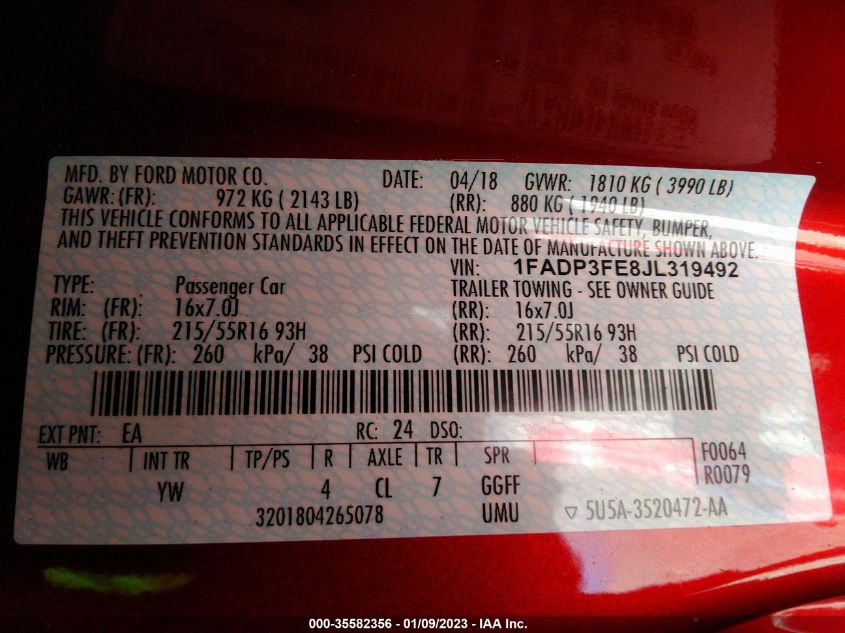 MFD. BY FORD MOTOR CO. DATE: 04/18 GVWR: 1810 KG ( 3990 LB)
GAWR: (FR): 972 KG ( 2143 LB) (RR): 880 KG ( 1940 LB)
THIS VEHICLE CONFORMS TO ALL APPLICABLE FEDERAL MOTOR VEHICLE SAFETY, BUMPER,
AND THEFT PREVENTION STANDARDS IN EFFECT ON THE DATE OF MANUFACTURE SHOWN ABOVE.
VIN: 1FADP3FE8JL319492
TYPE: Passenger Car TRAILER TOWING - SEE OWNER GUIDE
RIM: (FR): 16x7.0J (RR): 16x7.0J
TIRE: (FR): 215/55R16 93H (RR): 215/55R16 93H
PRESSURE: (FR): 260 kPa/ 38 PSI COLD (RR): 260 kPa/ 38 PSI COLD
EXT PNT: EA RC: 24 DSO:
WB INT TR TP/PS R AXLE TR SPR F0064
R0079
YW 4 CL 7 GGFF
3201804265078 UMU ▽ 5U5A-3520472-AA
000-35582356 - 01/09/2023 - IAA Inc.